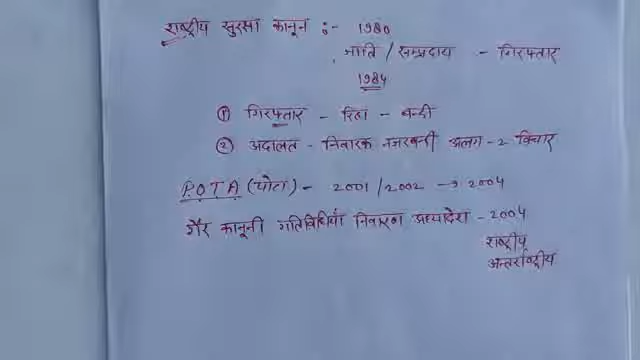 राष्ट्रीय सुरक्षा कानून :- 1980
जाति / सम्प्रदाय - गिरफ्तार
1984
① गिरफ्तार - रिहा - बन्दी
② अदालत - निवारक नजरबन्दी अलग-2 विचार
P.O.T.A (पोटा) - 2001/2002 → 2004
गैर कानूनी गतिविधियां निवारण अध्यादेश - 2004
राष्ट्रीय
अन्तर्राष्ट्रीय